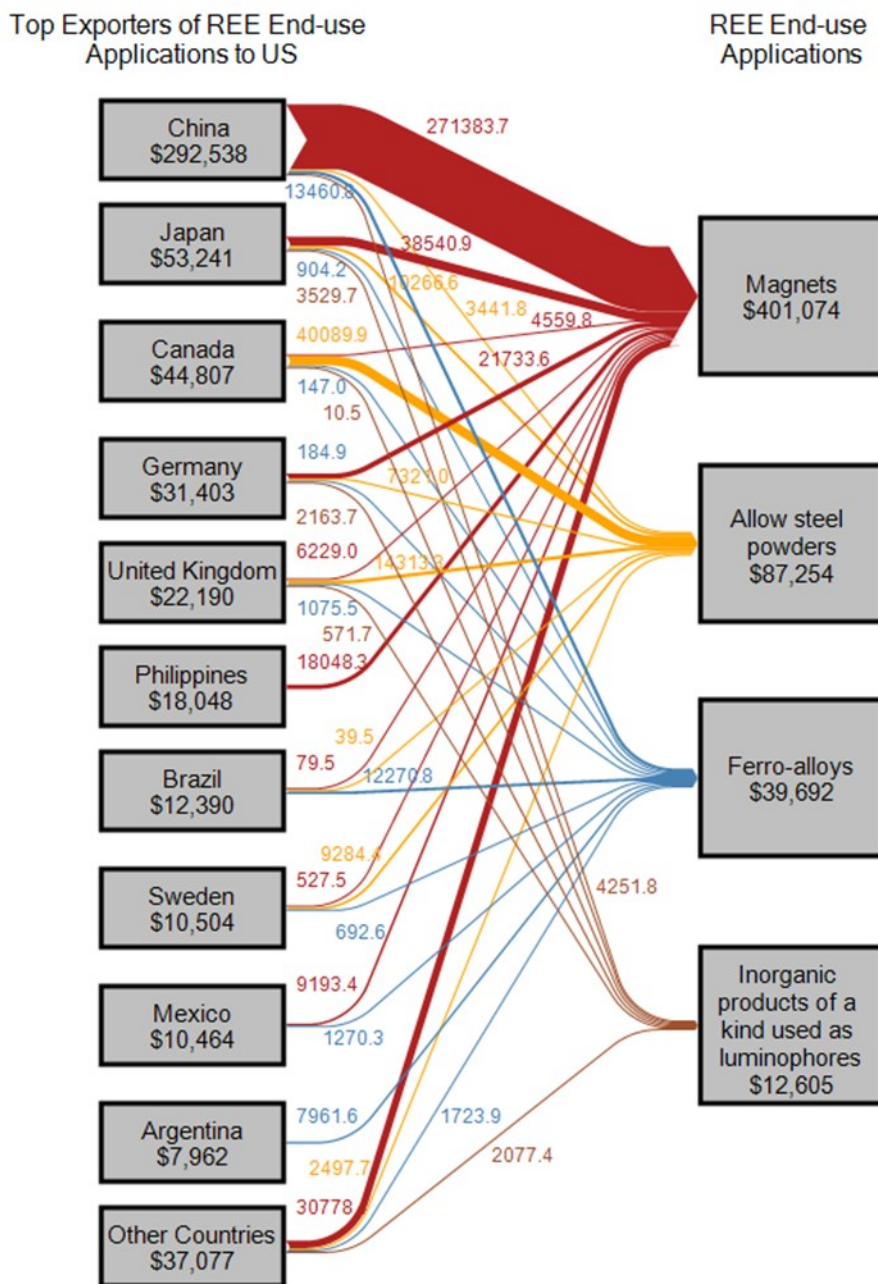 Top Exporters of REE End-use
Applications to US
REE End-use
Applications
China
$292,538
271383.7
13460.8
Japan
$53,241
38540.9
904.2
10266.6
3529.7
3441.8
4559.8
Magnets
$401,074
Canada
$44,807
40089.9
21733.6
147.0
10.5
Germany
$31,403
184.9
7321.0
2163.7
Allow steel
powders
$87,254
United Kingdom
$22,190
6229.0
14313.3
1075.5
571.7
Philippines
$18,048
18048.3
Brazil
$12,390
39.5
79.5
12270.8
Ferro-alloys
$39,692
Sweden
$10,504
9284.4
527.5
692.6
4251.8
Mexico
$10,464
9193.4
1270.3
Inorganic
products of a
kind used as
luminophores
$12,605
Argentina
$7,962
7961.6
1723.9
2077.4
Other Countries
$37,077
2497.7
30778